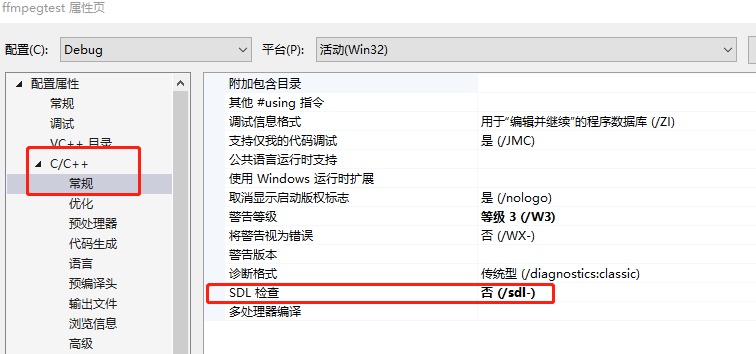 ffmpegtest 属性页
配置(C): Debug 平台(P): 活动(Win32)
配置属性
常规
调试
VC++ 目录
C/C++
常规
优化
预处理器
代码生成
语言
预编译头
输出文件
浏览信息
高级
附加包含目录
其他 #using 指令
调试信息格式 用于“编辑并继续”的程序数据库 (/ZI)
支持仅我的代码调试 是 (/JMC)
公共语言运行时支持
使用 Windows 运行时扩展
取消显示启动版权标志 是 (/nologo)
警告等级 等级 3 (/W3)
将警告视为错误 否 (/WX-)
警告版本
诊断格式 传统型 (/diagnostics:classic)
SDL 检查 否 (/sdl-)
多处理器编译